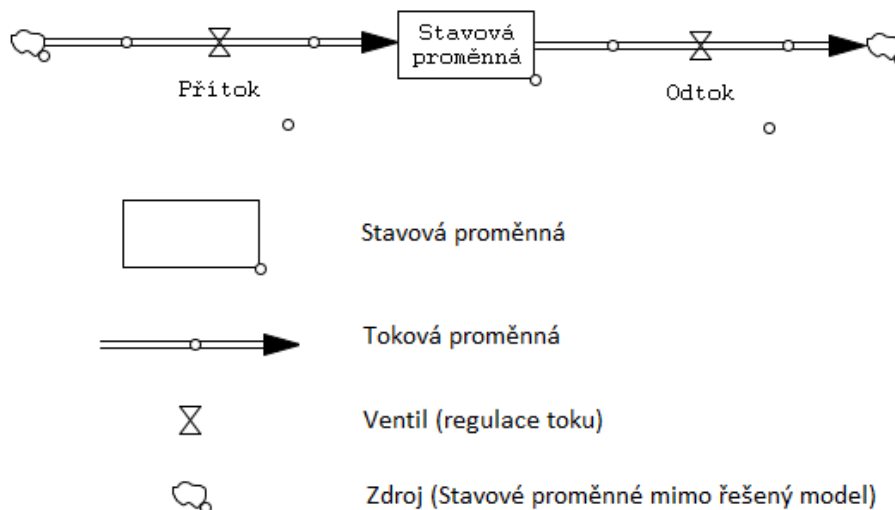 Stavová
proměnná
Přítok
Odtok
Stavová proměnná
Toková proměnná
Ventil (regulace toku)
Zdroj (Stavové proměnné mimo řešený model)